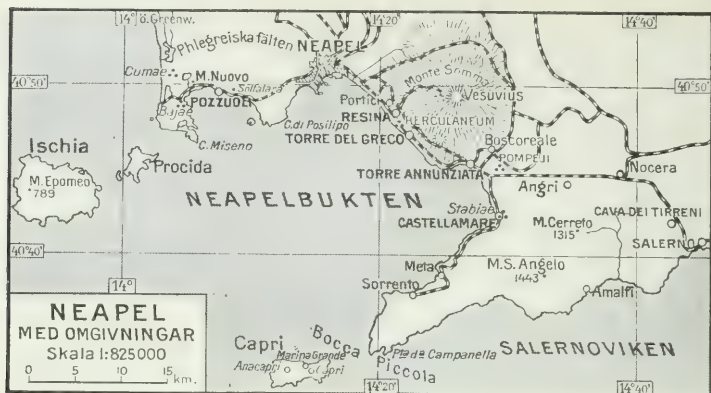 14° ö. Greenw.
14°20'
14°40'
Phlegreiska fälten
NEAPEL
Cumae
M. Nuovo
Solfatara
40°50'
Monte Somma
Vesuvius
40°50'
Bajae
POZZUOLI
Portici
RESINA
HERCULANEUM
C. di Posilipo
C. Miseno
TORRE DEL GRECO
Boscoreale
POMPEJI
Ischia
Procida
TORRE ANNUNZIATA
Nocera
M. Epomeo
789
NEAPELBUKTEN
Angri
Stabiae
CASTELLAMARE
M. Cerreto
1315
CAVA DEI TIRRENI
SALERNO
40°40'
40°40'
14°
Meta
M.S. Angelo
1443
Sorrento
Amalfi
NEAPEL
MED OMGIVNINGAR
Skala 1:825000
0 5 10 15
km.
Capri
Bocca
Piccola
Marina Grande
Anacapri
Capri
Pta della Campanella
SALERNOVIKEN
14°20'
14°40'